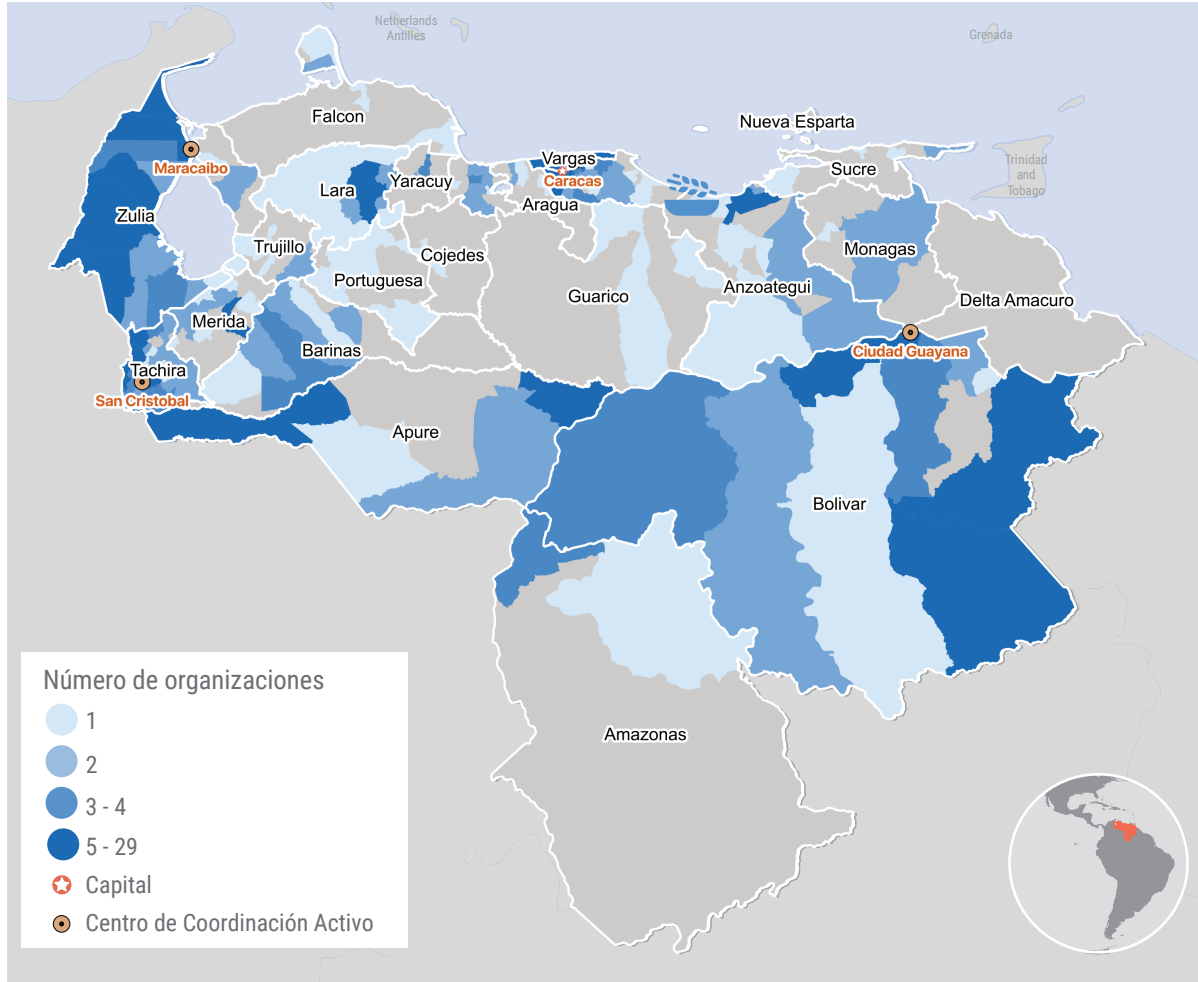 Netherlands
Antilles
Grenada
Falcon
Nueva Esparta
Maracaibo
Vargas
Caracas
Sucre
Trinidad
and
Tobago
Lara
Yaracuy
Aragua
Zulia
Trujillo
Cojedes
Monagas
Portuguesa
Guarico
Anzoategui
Delta Amacuro
Merida
Barinas
Ciudad Guayana
Tachira
San Cristobal
Apure
Bolivar
Amazonas
Número de organizaciones
1
2
3 - 4
5 - 29
Capital
Centro de Coordinación Activo